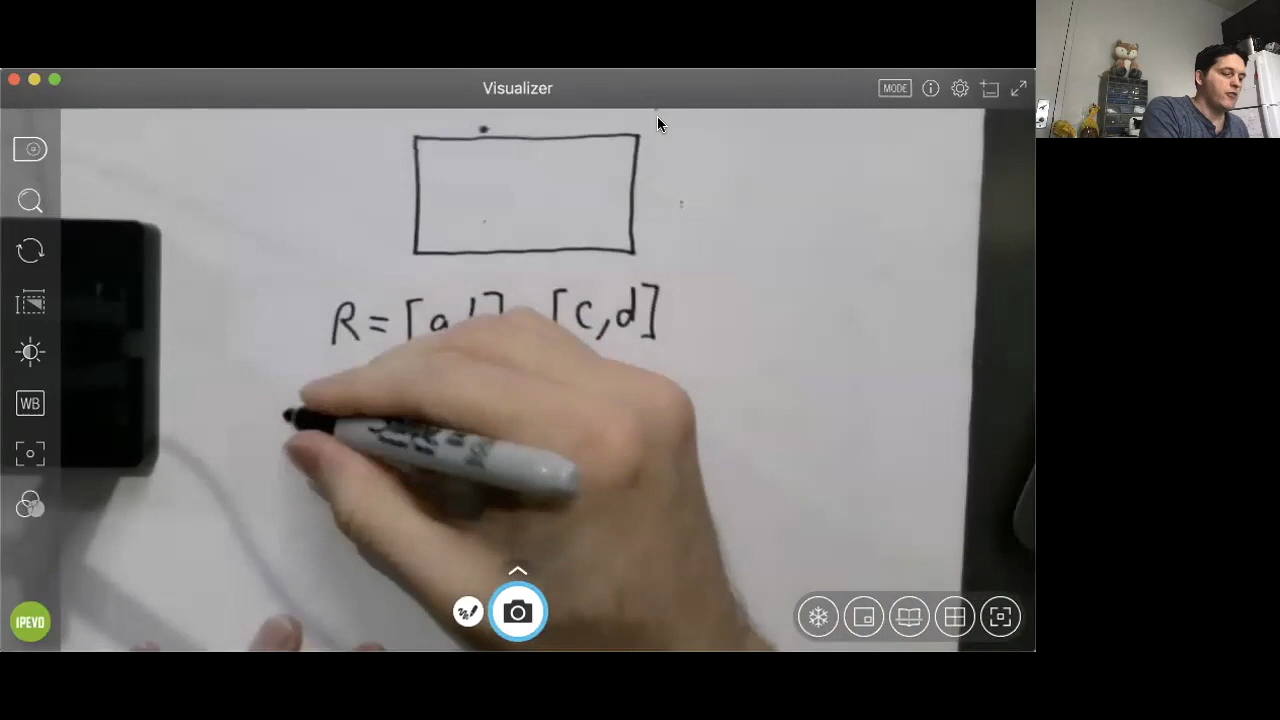 Visualizer
MODE
R = [a, ] [c,d]
WB
IPEVO